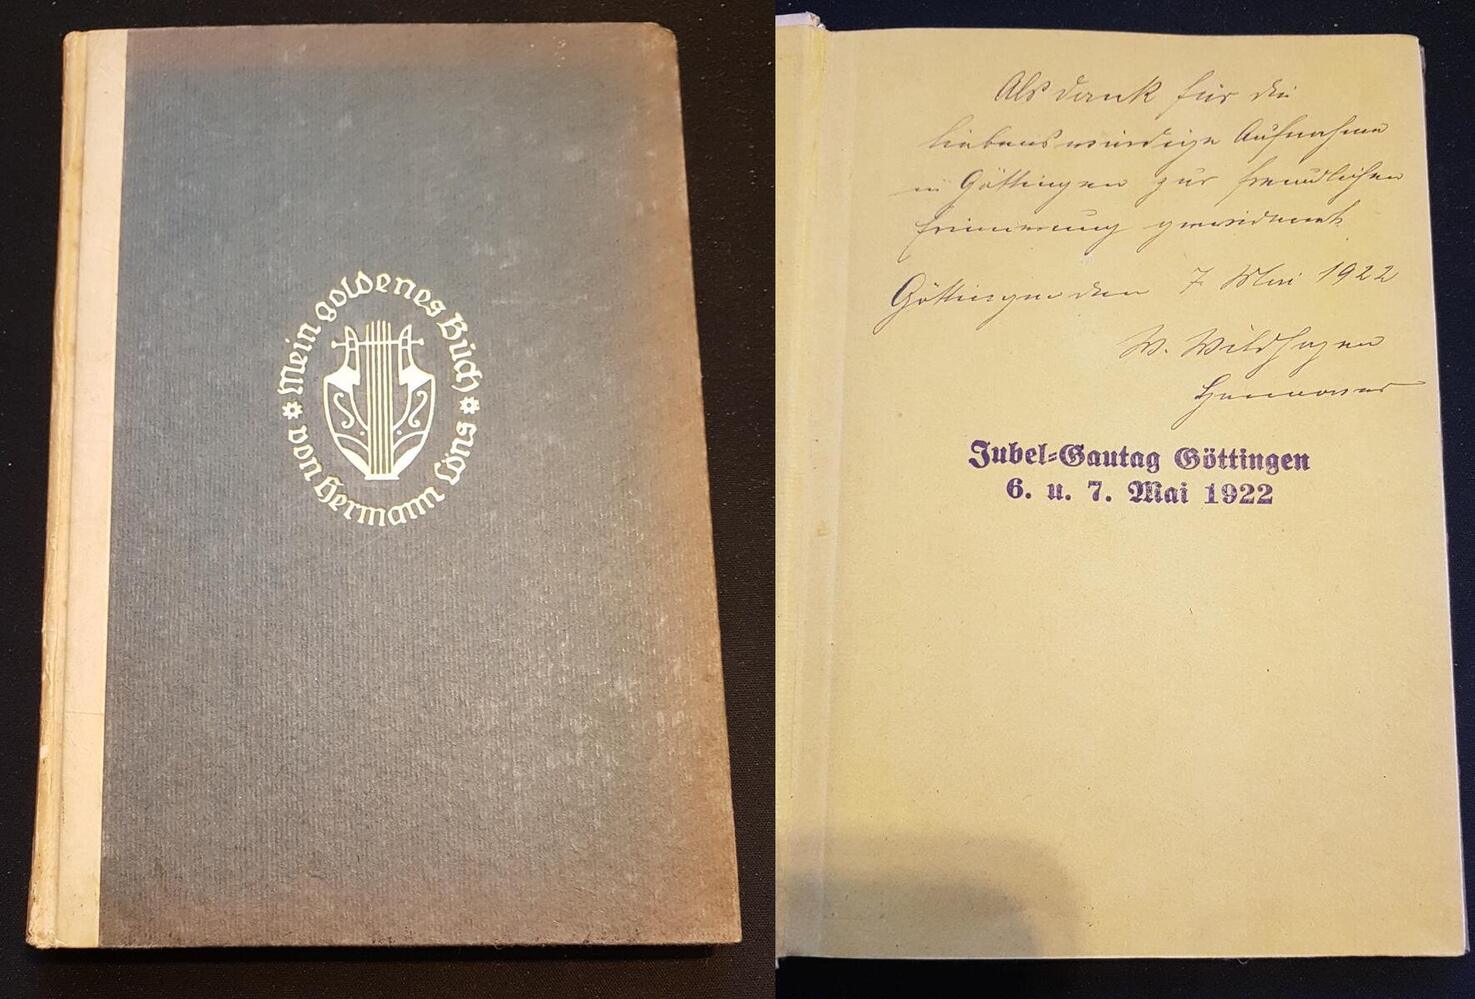 Mein goldenes Buch
von Hermann Löns
Als Dank für die
liebenswürdige Aufnahme
in Göttingen zur freundlichen
Erinnerung gewidmet
Göttingen den 7. Mai 1922
W. Wildhagen
Hannover
Jubel-Gautag Göttingen
6. u. 7. Mai 1922